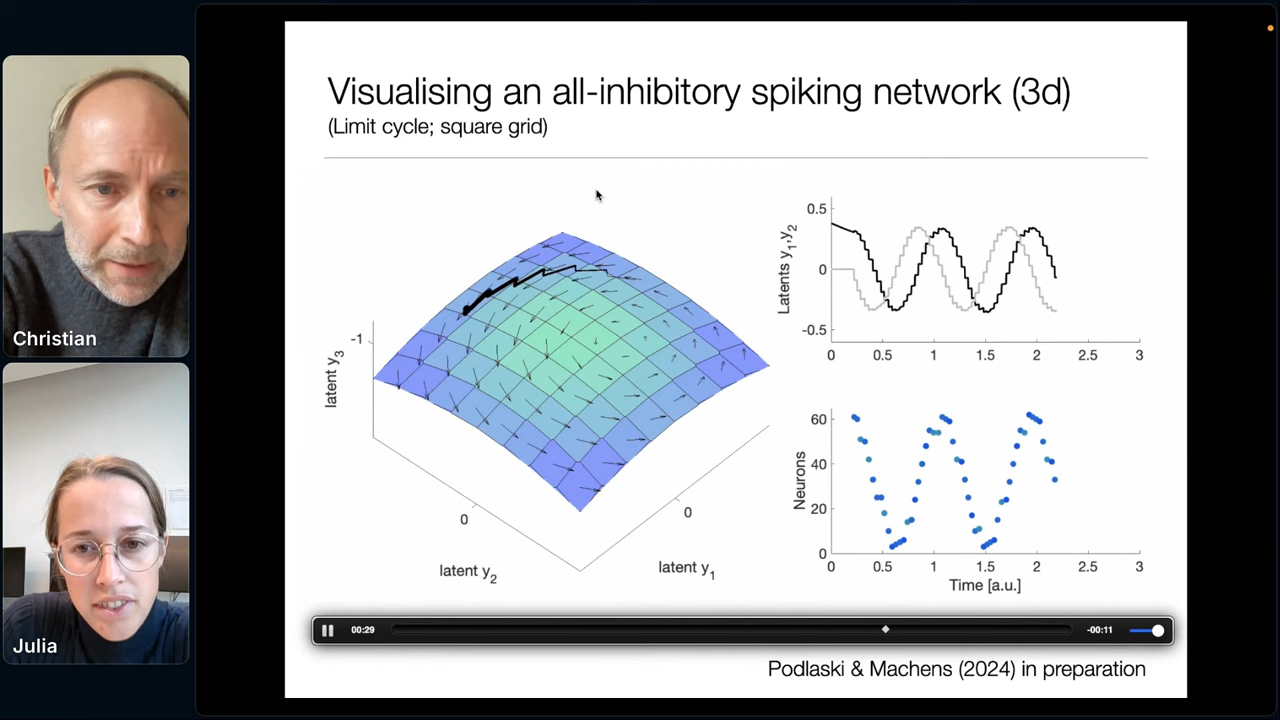 Visualising an all-inhibitory spiking network (3d)
(Limit cycle; square grid)
Christian
Julia
-1
latent y3
0
latent y2
0
latent y1
0.5
0
-0.5
Latents y1,y2
0 0.5 1 1.5 2 2.5 3
60
40
20
0
Neurons
0 0.5 1 1.5 2 2.5 3
Time [a.u.]
00:29
-00:11
Podlaski & Machens (2024) in preparation